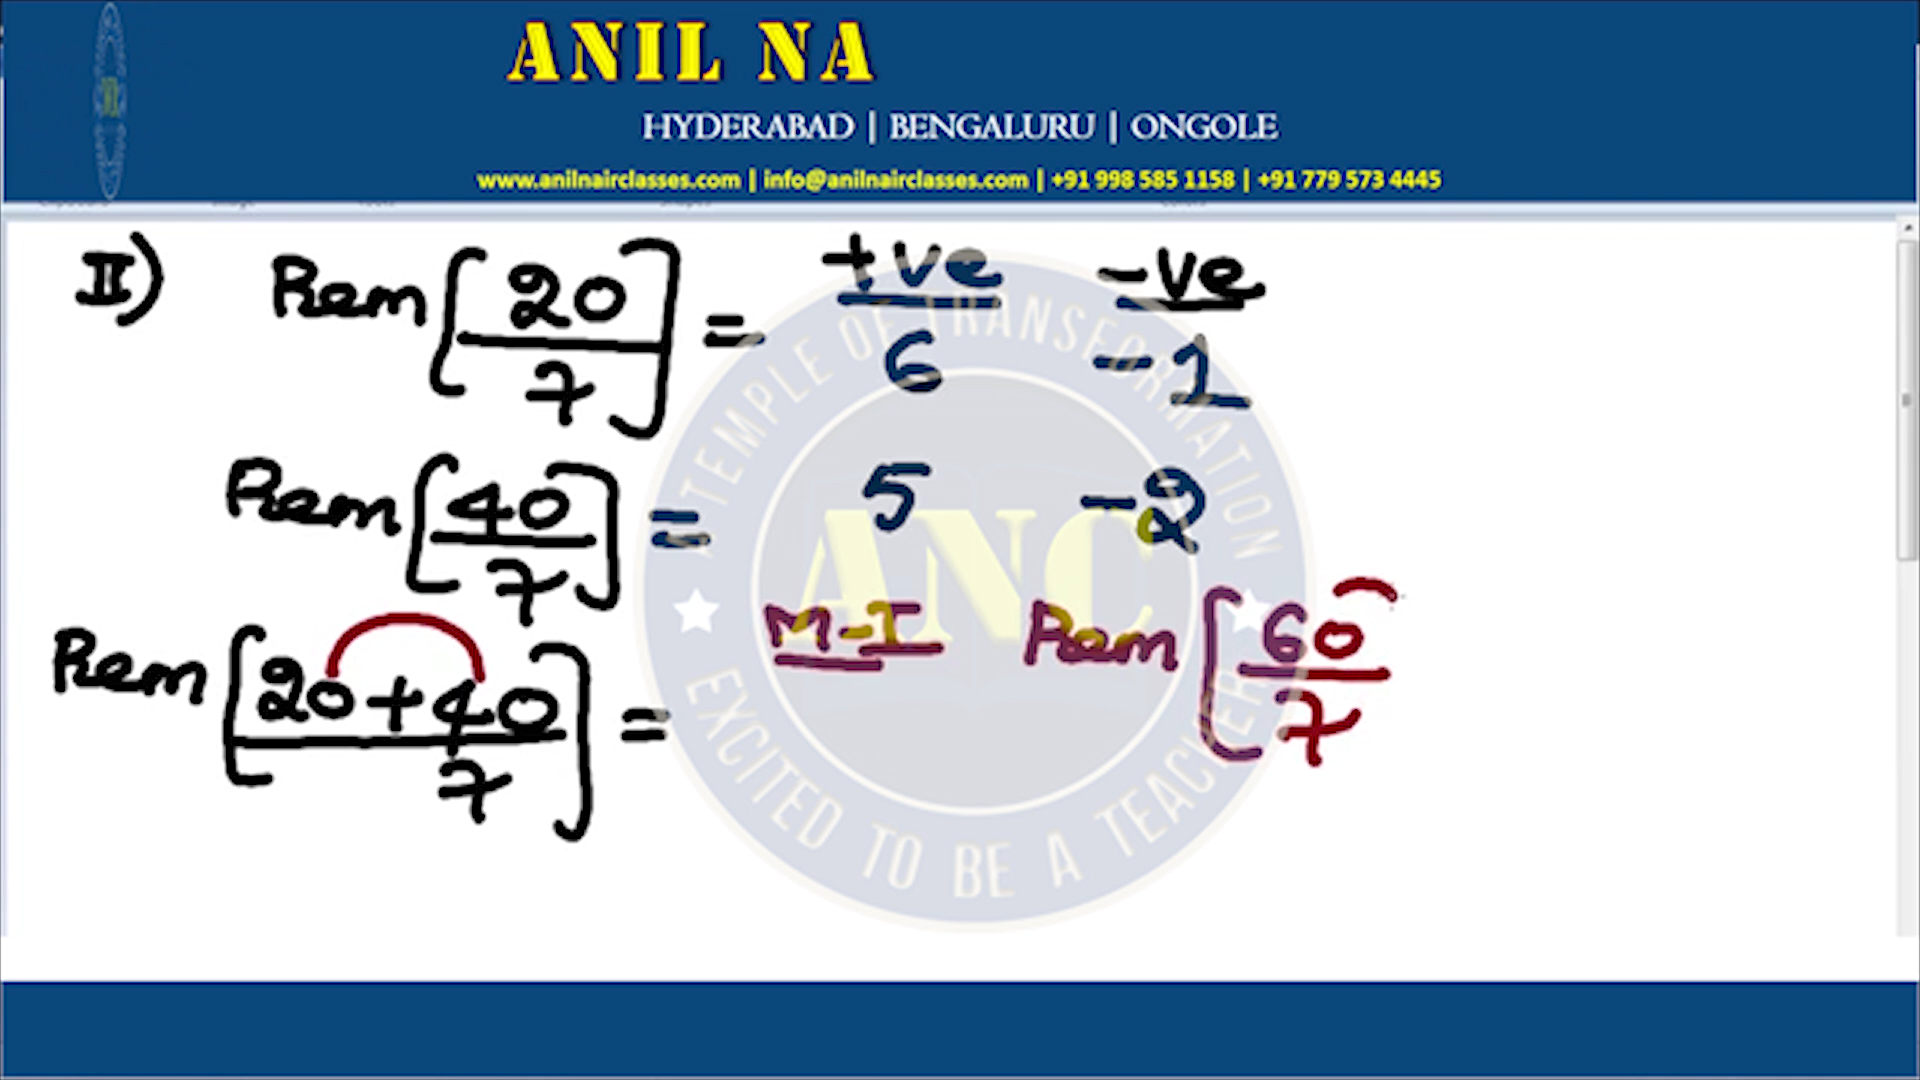 ANIL NA
HYDERABAD | BENGALURU | ONGOLE
www.anilnairclasses.com | info@anilnairclasses.com | +91 998 585 1158 | +91 779 573 4445
II) Rem[20/7] = +ve -ve
6 -1
Rem[40/7] = 5 -2
Rem[20+40/7] = M-I Rem[60/7
A TEMPLE OF TRANSFORMATION
ANC
EXCITED TO BE A TEACHER